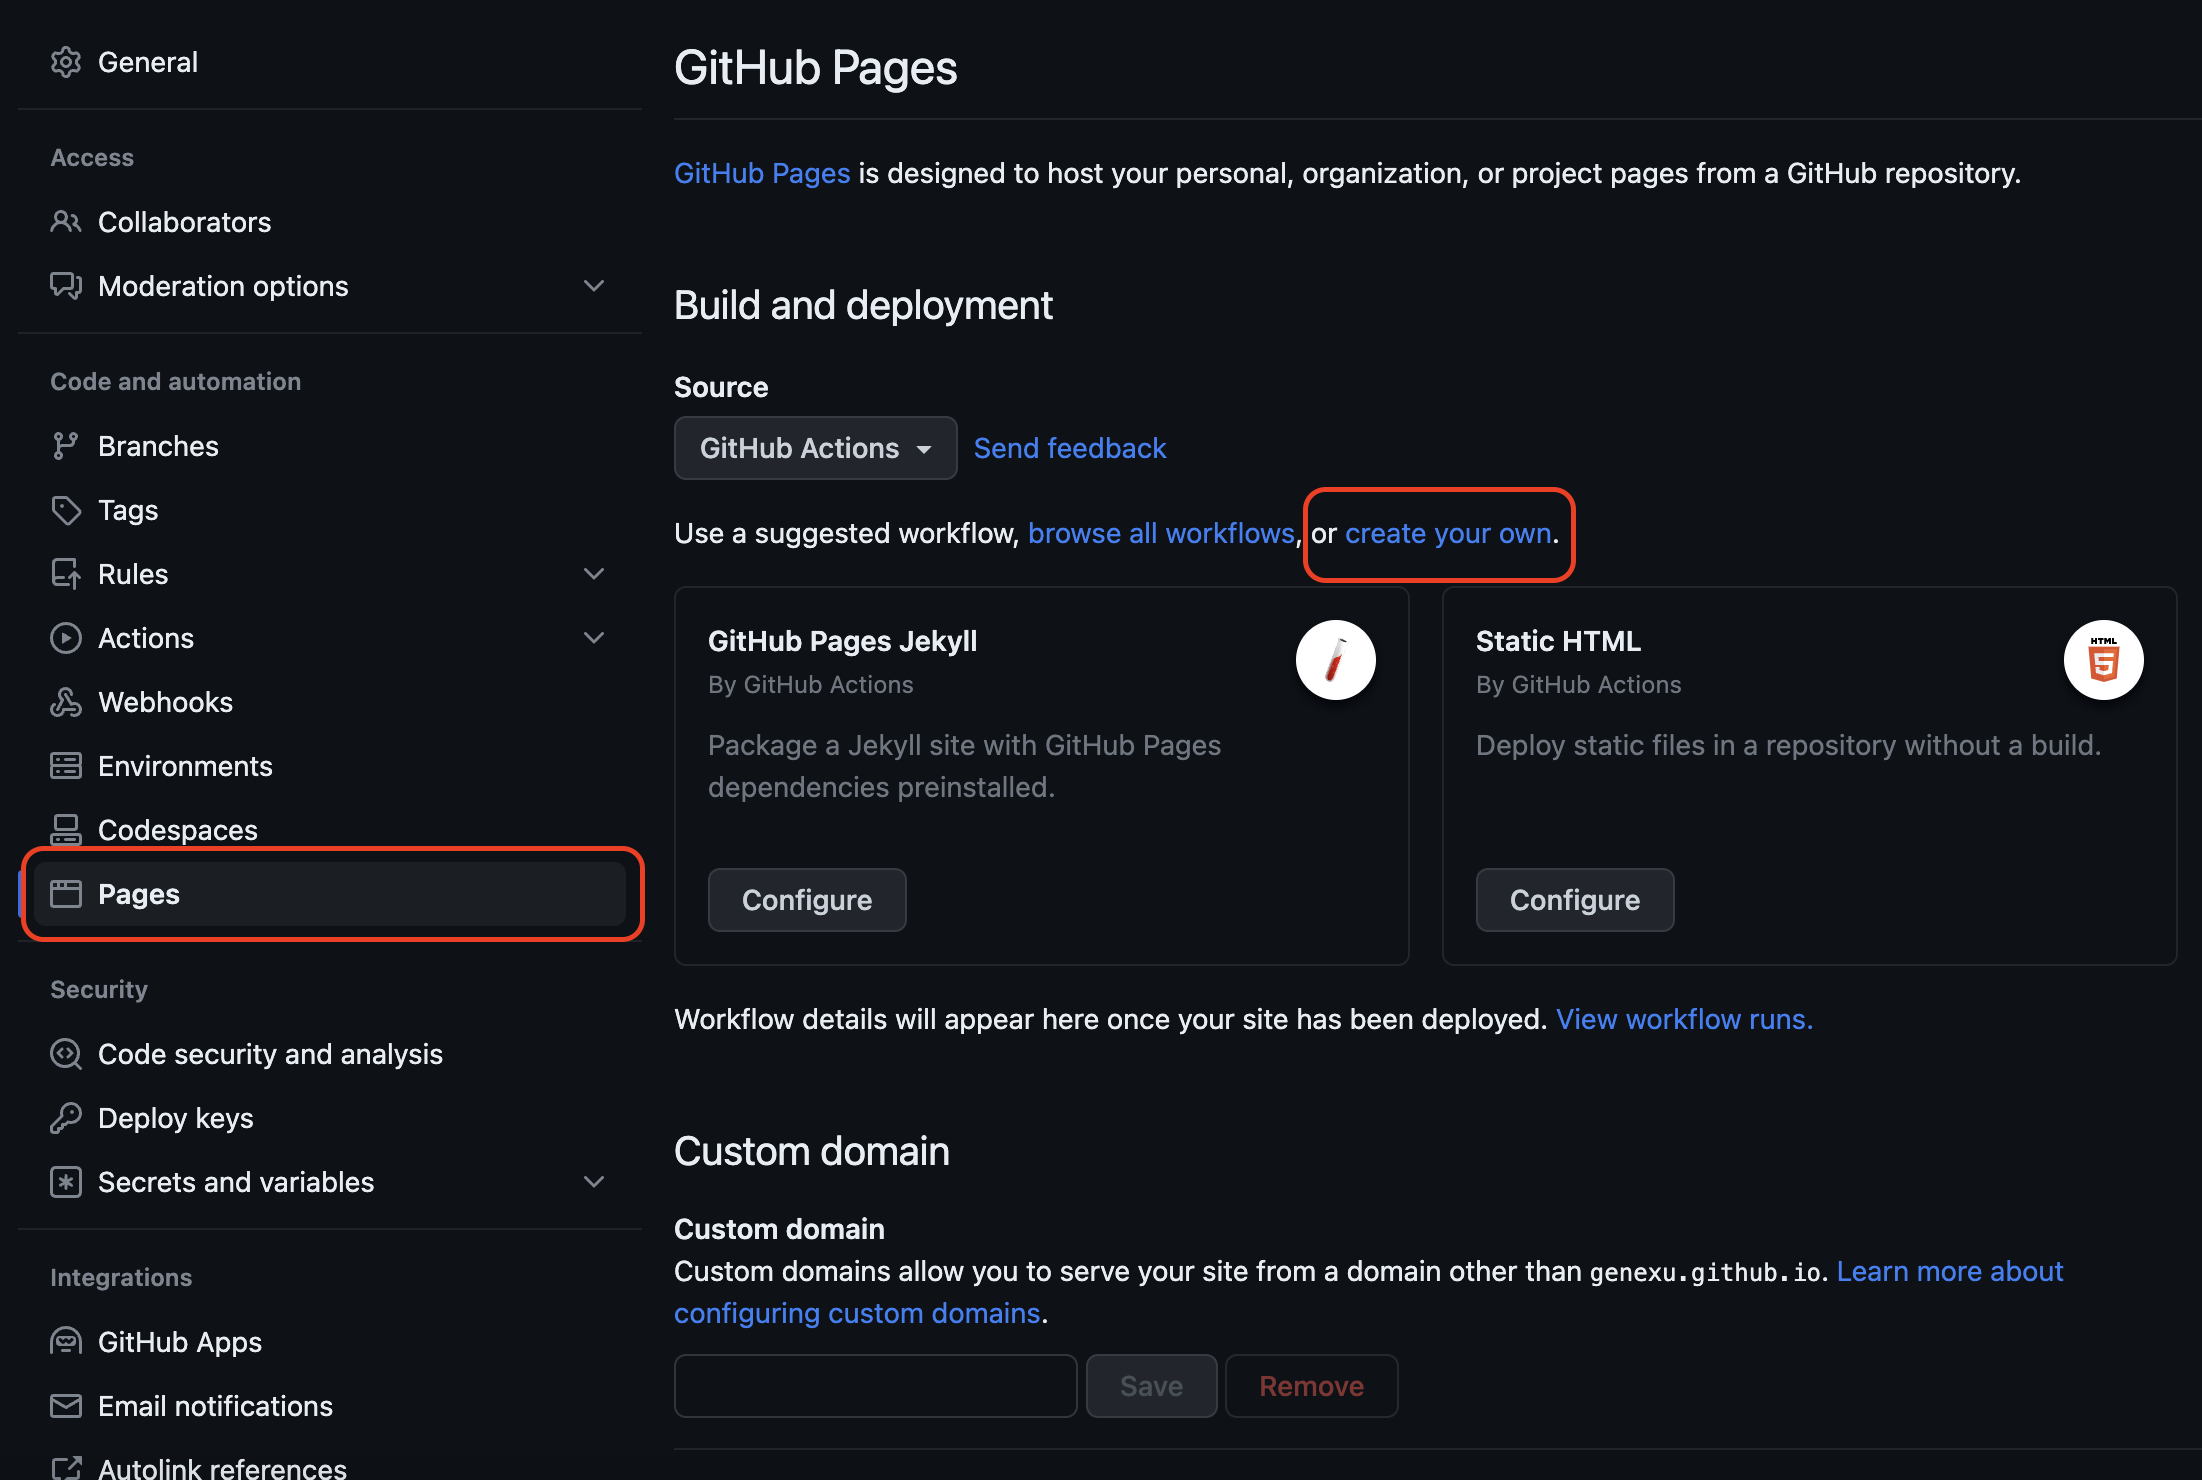 General
Access
Collaborators
Moderation options
Code and automation
Branches
Tags
Rules
Actions
Webhooks
Environments
Codespaces
Pages
Security
Code security and analysis
Deploy keys
Secrets and variables
Integrations
GitHub Apps
Email notifications
Autolink references
GitHub Pages
GitHub Pages is designed to host your personal, organization, or project pages from a GitHub repository.
Build and deployment
Source
GitHub Actions
Send feedback
Use a suggested workflow, browse all workflows, or create your own.
GitHub Pages Jekyll
By GitHub Actions
Package a Jekyll site with GitHub Pages
dependencies preinstalled.
Configure
Static HTML
HTML
5
By GitHub Actions
Deploy static files in a repository without a build.
Configure
Workflow details will appear here once your site has been deployed. View workflow runs.
Custom domain
Custom domain
Custom domains allow you to serve your site from a domain other than genexu.github.io. Learn more about
configuring custom domains.
Save
Remove